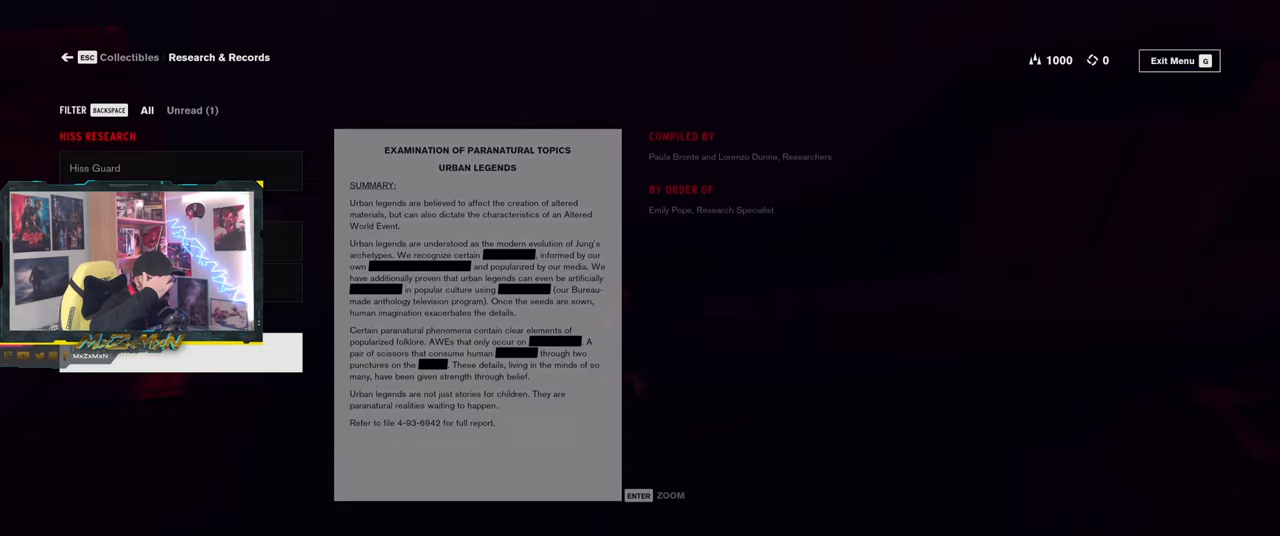 ESC Collectibles / Research & Records
1000 0 Exit Menu G
FILTER BACKSPACE All Unread (1)
HISS RESEARCH
Hiss Guard
EXAMINATION OF PARANATURAL TOPICS
URBAN LEGENDS
SUMMARY:
Urban legends are believed to affect the creation of altered
materials, but can also dictate the characteristics of an Altered
World Event.
Urban legends are understood as the modern evolution of Jung's
archetypes. We recognize certain , informed by our
own and popularized by our media. We
have additionally proven that urban legends can even be artificially
in popular culture using (our Bureau-
made anthology television program). Once the seeds are sown,
human imagination exacerbates the details.
Certain paranatural phenomena contain clear elements of
popularized folklore. AWEs that only occur on . A
pair of scissors that consume human through two
punctures on the . These details, living in the minds of so
many, have been given strength through belief.
Urban legends are not just stories for children. They are
paranatural realities waiting to happen.
Refer to file 4-93-6942 for full report.
COMPILED BY
Paula Bronte and Lorenzo Dunne, Researchers
BY ORDER OF
Emily Pope, Research Specialist
ENTER ZOOM
MxZxMxN
MxZxMxN